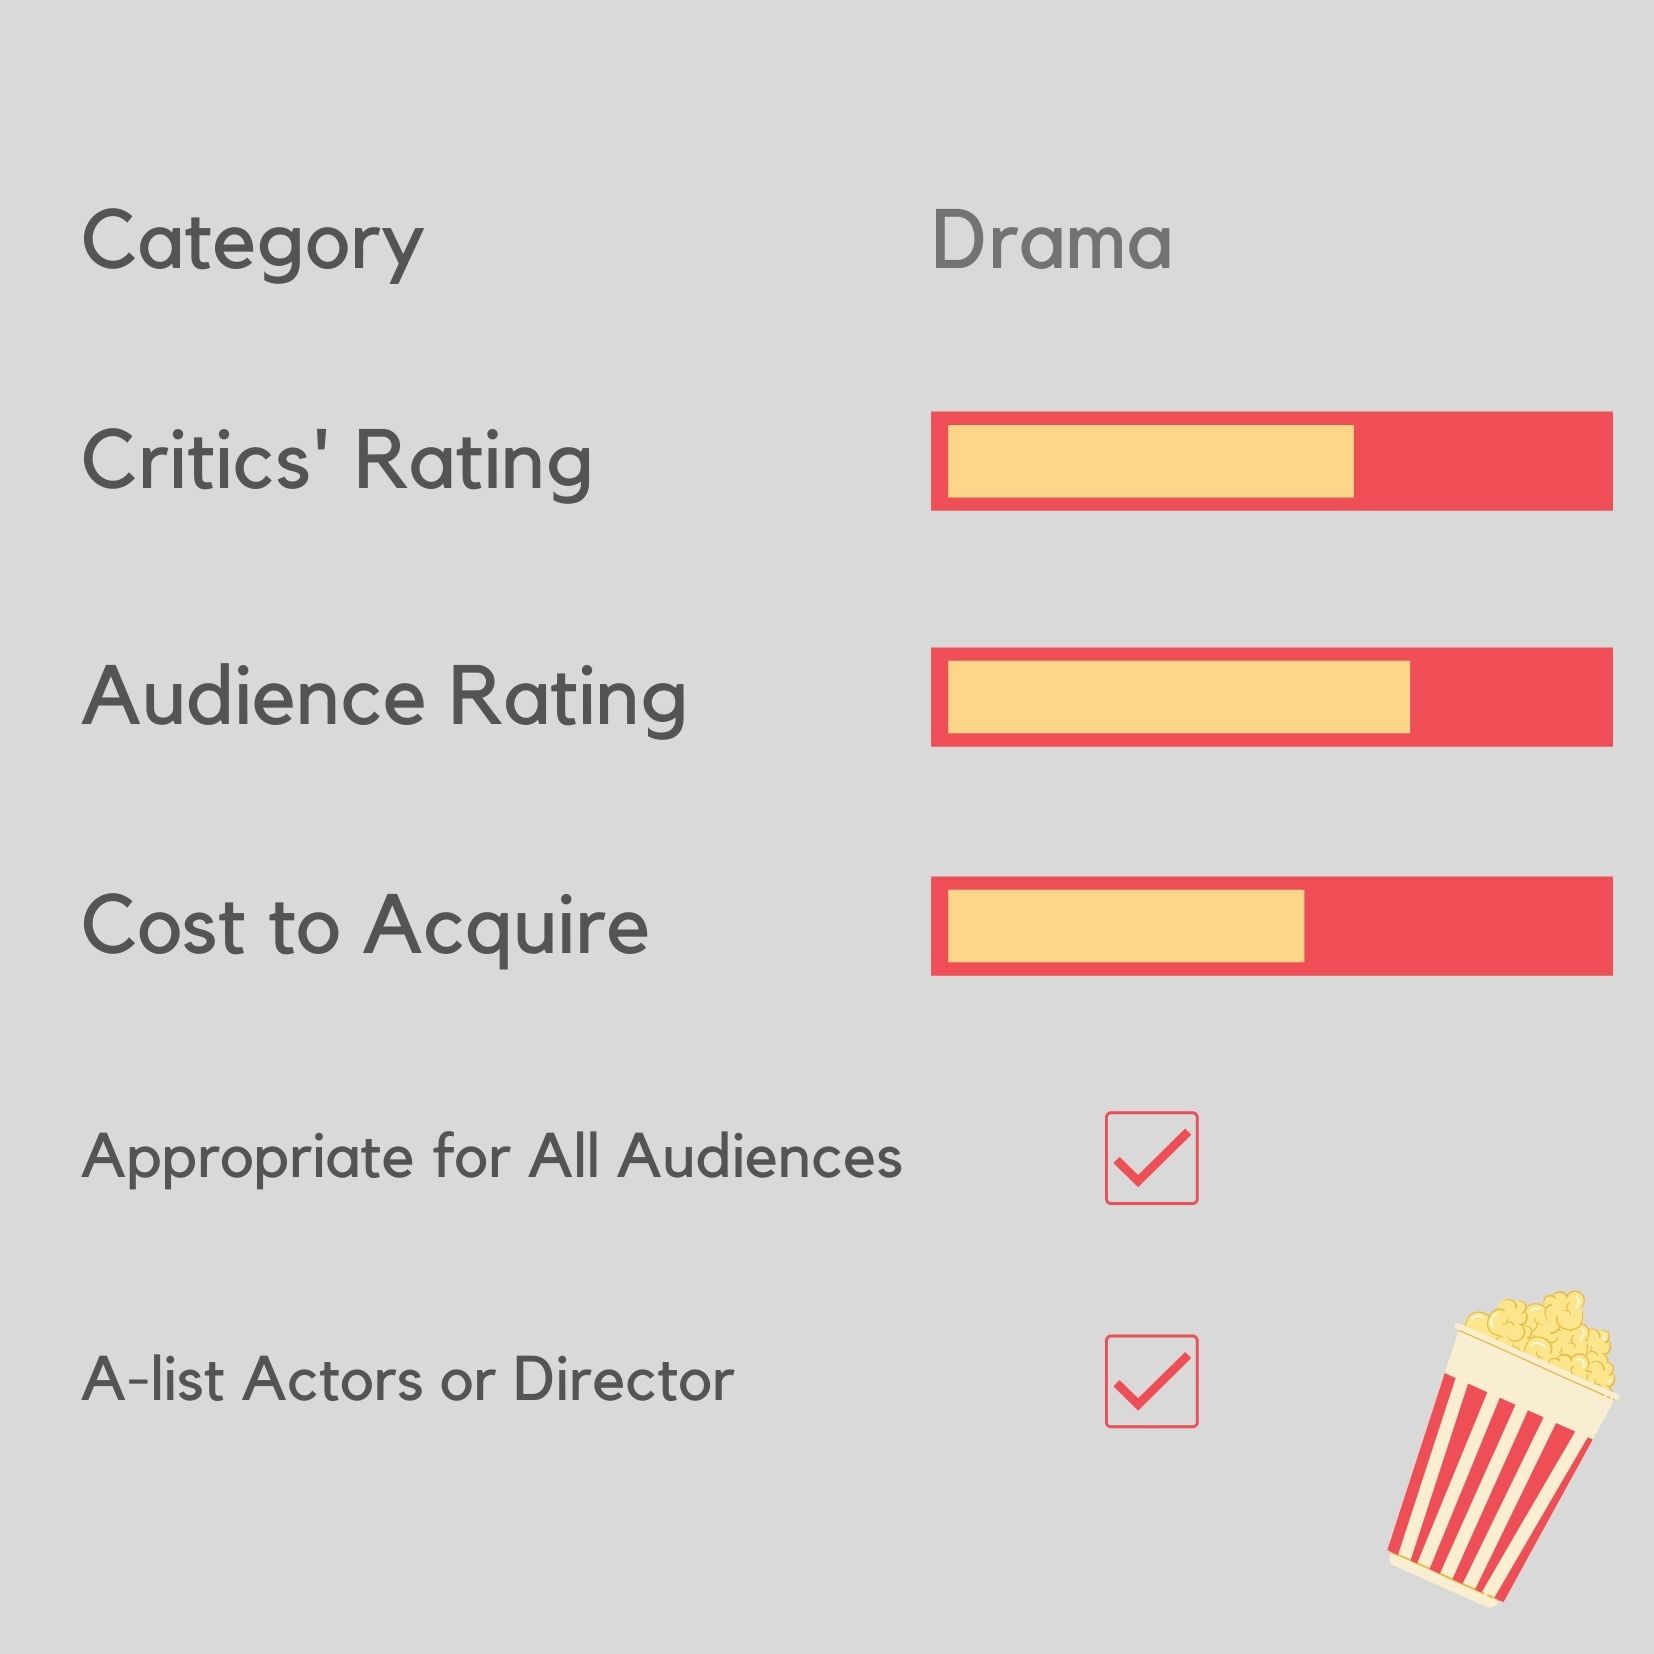 Category Drama
Critics' Rating
Audience Rating
Cost to Acquire
Appropriate for All Audiences
A-list Actors or Director